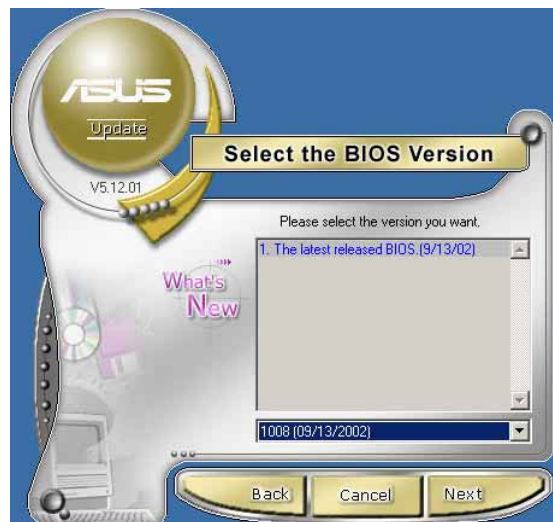 ASUS
Update
V5.12.01
Select the BIOS Version
Please select the version you want.
1. The latest released BIOS.(9/13/02)
What's
New
1008 (09/13/2002)
Back
Cancel
Next